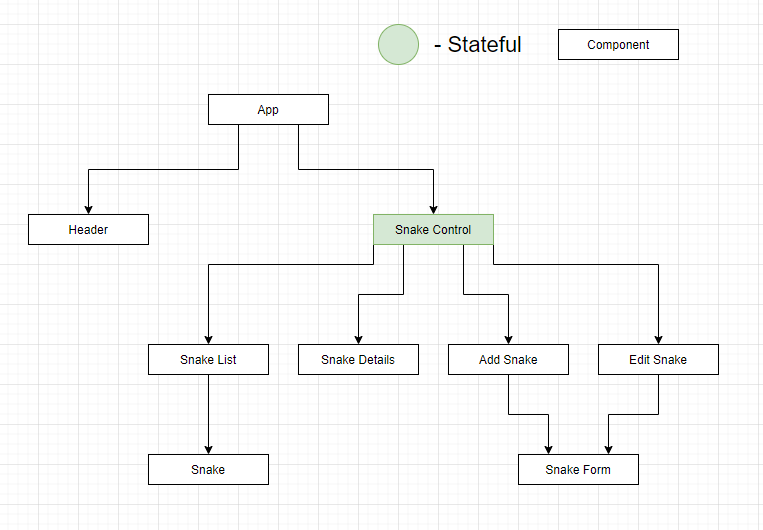 - Stateful
Component
App
Header
Snake Control
Snake List
Snake Details
Add Snake
Edit Snake
Snake
Snake Form